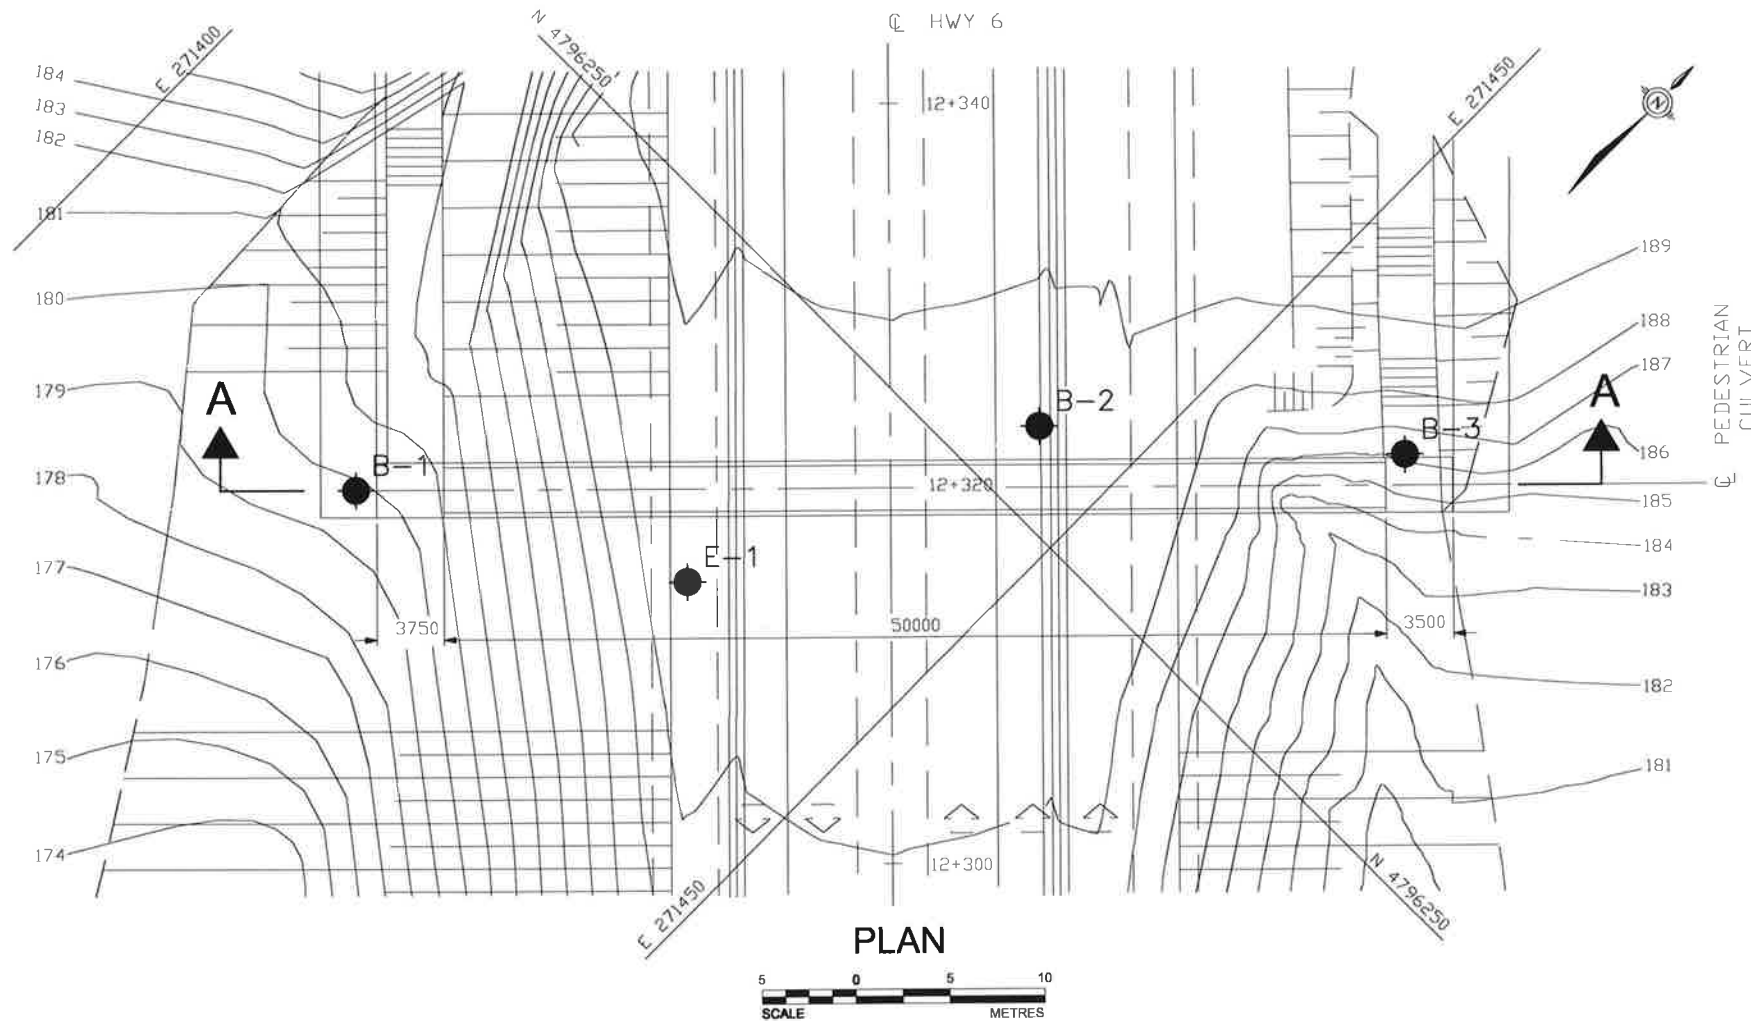 ℄ HWY 6
E 271400
N 4796250
E 271450
N
12+340
184
183
182
181
180
179
178
177
176
175
174
189
188
187
186
185
184
183
182
181
℄ PEDESTRIAN
CULVERT
A
A
B-1
B-2
B-3
E-1
12+320
3750
50000
3500
12+300
E 271450
N 4796250
PLAN
5 0 5 10
SCALE METRES